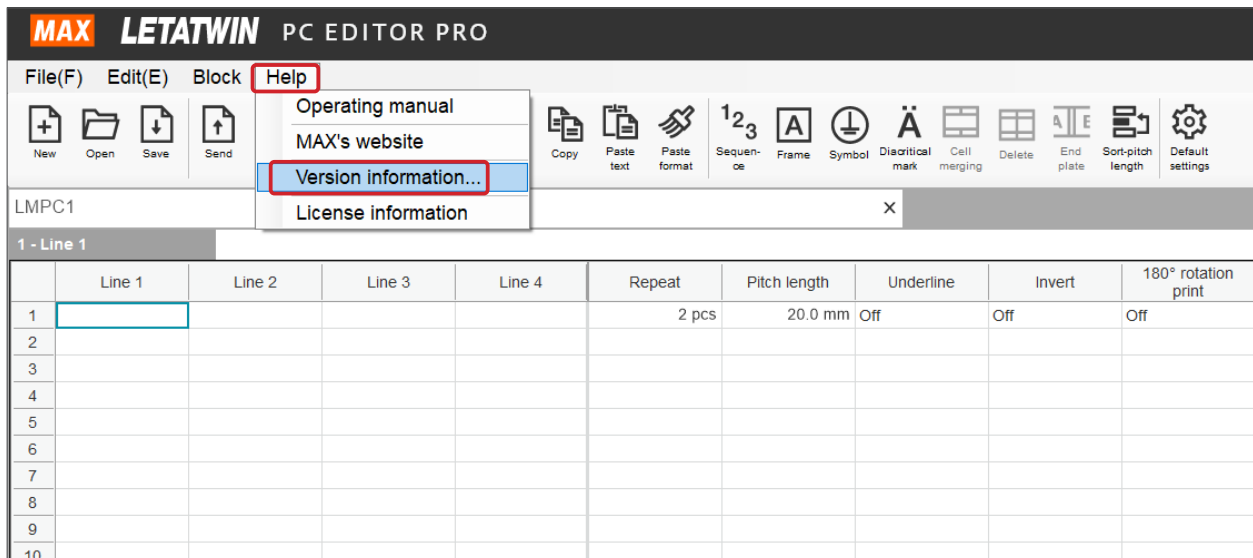 MAX LETATWIN PC EDITOR PRO
File(F) Edit(E) Block Help
Operating manual
MAX's website
Version information...
License information
New Open Save Send Copy Paste text Paste format Sequen-ce Frame Symbol Diacritical mark Cell merging Delete End plate Sort-pitch length Default settings
1 2 3 A Ä A E
LMPC1 ×
1 - Line 1
Line 1 Line 2 Line 3 Line 4 Repeat Pitch length Underline Invert 180° rotation print
1 2 pcs 20.0 mm Off Off Off
2
3
4
5
6
7
8
9
10